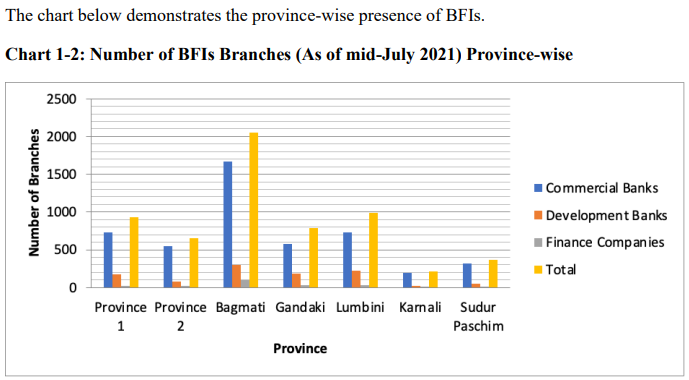 The chart below demonstrates the province-wise presence of BFIs.
Chart 1-2: Number of BFIs Branches (As of mid-July 2021) Province-wise
2500
2000
1500
1000
500
0
Number of Branches
Province 1
Province 2
Bagmati
Gandaki
Lumbini
Karnali
Sudur Paschim
Province
Commercial Banks
Development Banks
Finance Companies
Total